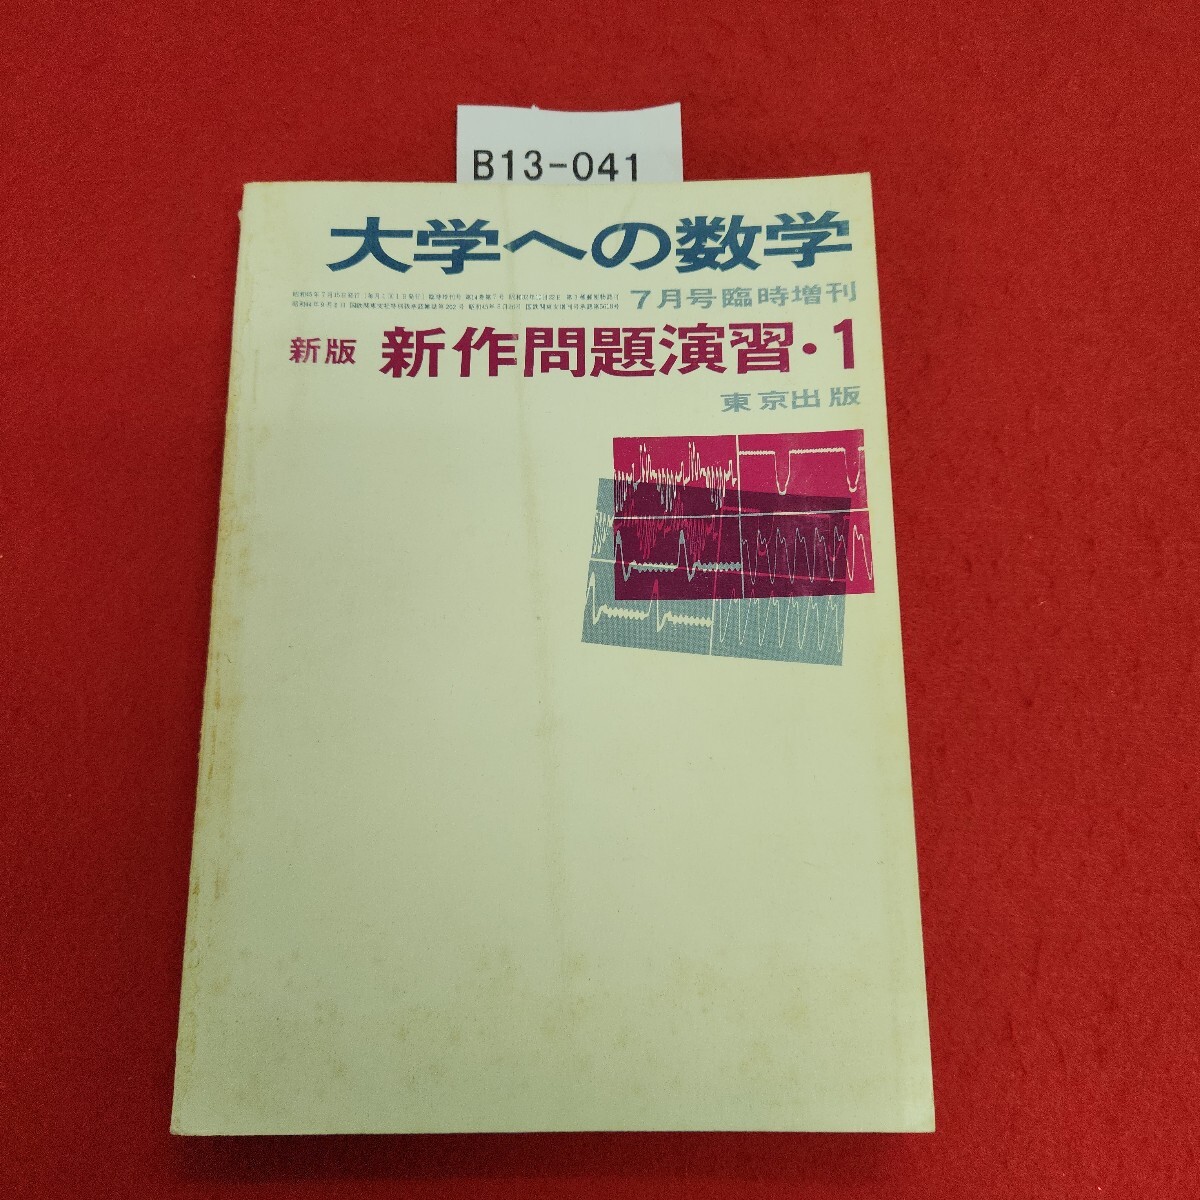 B13-041
大学への数学
7月号臨時増刊
新版 新作問題演習・1
東京出版